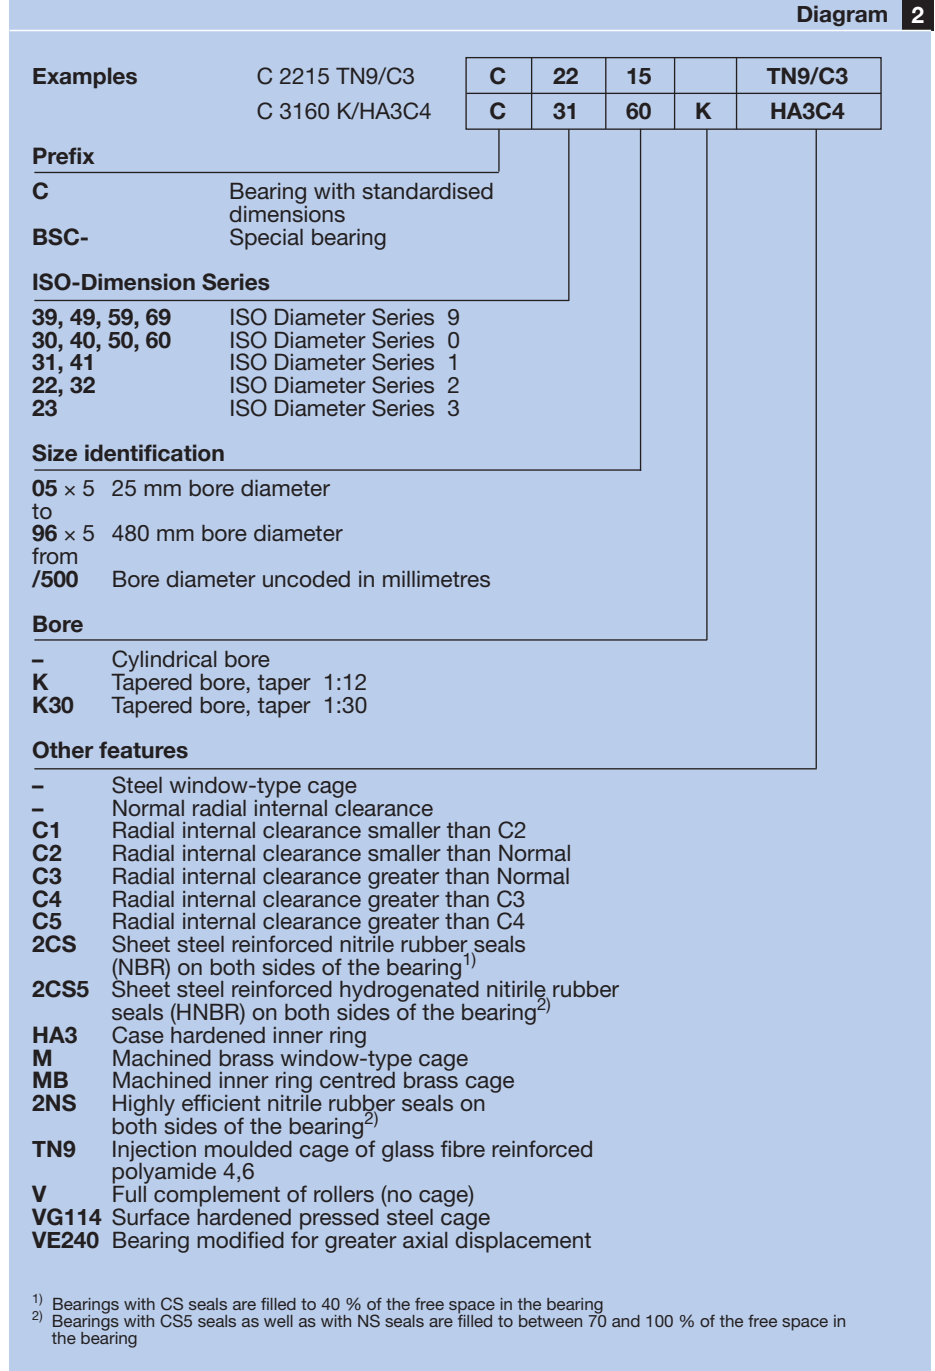 Diagram 2
Examples C 2215 TN9/C3 C 22 15 TN9/C3
C 3160 K/HA3C4 C 31 60 K HA3C4
Prefix
C Bearing with standardised
dimensions
BSC- Special bearing
ISO-Dimension Series
39, 49, 59, 69 ISO Diameter Series 9
30, 40, 50, 60 ISO Diameter Series 0
31, 41 ISO Diameter Series 1
22, 32 ISO Diameter Series 2
23 ISO Diameter Series 3
Size identification
05 × 5 25 mm bore diameter
to
96 × 5 480 mm bore diameter
from
/500 Bore diameter uncoded in millimetres
Bore
– Cylindrical bore
K Tapered bore, taper 1:12
K30 Tapered bore, taper 1:30
Other features
– Steel window-type cage
– Normal radial internal clearance
C1 Radial internal clearance smaller than C2
C2 Radial internal clearance smaller than Normal
C3 Radial internal clearance greater than Normal
C4 Radial internal clearance greater than C3
C5 Radial internal clearance greater than C4
2CS Sheet steel reinforced nitrile rubber seals
(NBR) on both sides of the bearing1)
2CS5 Sheet steel reinforced hydrogenated nitirile rubber
seals (HNBR) on both sides of the bearing2)
HA3 Case hardened inner ring
M Machined brass window-type cage
MB Machined inner ring centred brass cage
2NS Highly efficient nitrile rubber seals on
both sides of the bearing2)
TN9 Injection moulded cage of glass fibre reinforced
polyamide 4,6
V Full complement of rollers (no cage)
VG114 Surface hardened pressed steel cage
VE240 Bearing modified for greater axial displacement
1) Bearings with CS seals are filled to 40 % of the free space in the bearing
2) Bearings with CS5 seals as well as with NS seals are filled to between 70 and 100 % of the free space in
the bearing